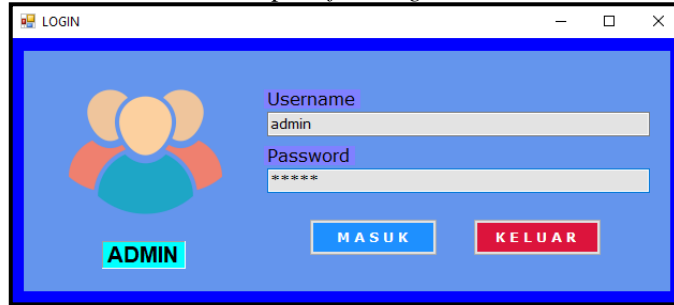 LOGIN
Username
admin
Password
*****
MASUK
KELUAR
ADMIN